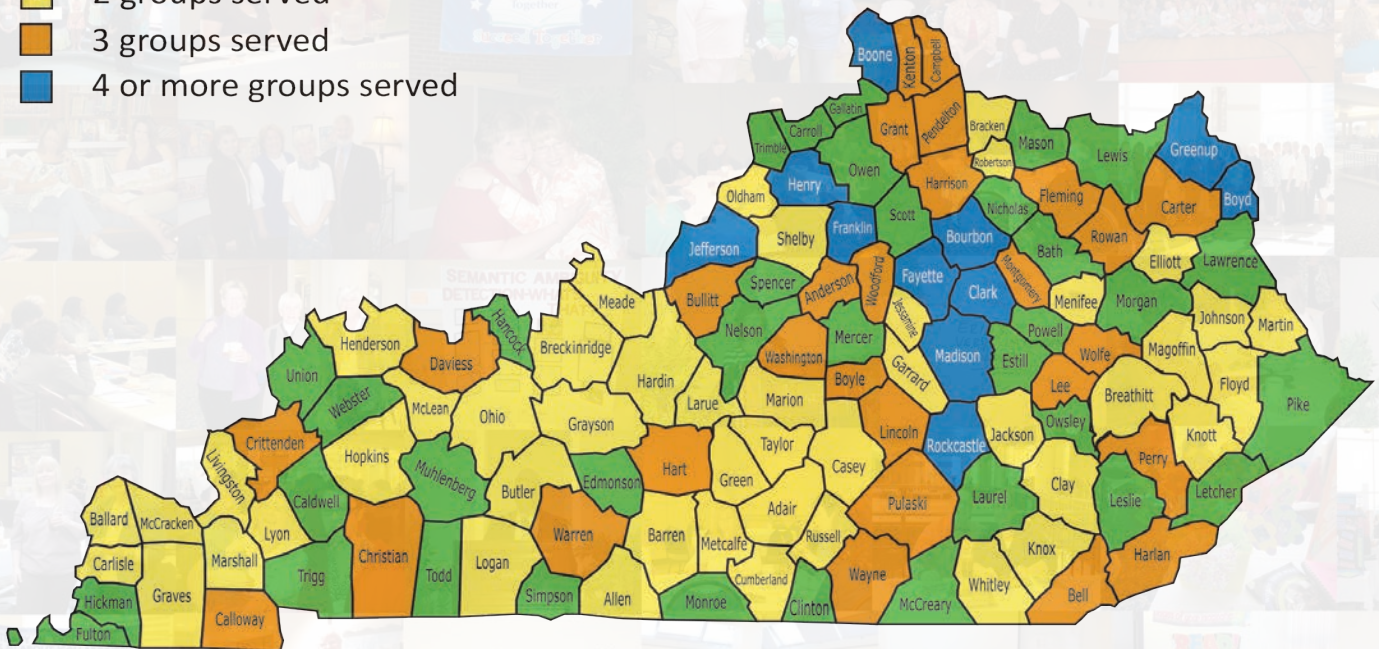 2 groups served
3 groups served
4 or more groups served
Boone
Kenton
Campbell
Gallatin
Carroll
Trimble
Grant
Pendelton
Bracken
Robertson
Mason
Lewis
Greenup
Boyd
Owen
Henry
Oldham
Harrison
Nicholas
Fleming
Carter
Rowan
Scott
Franklin
Shelby
Jefferson
Bourbon
Bath
Elliott
Lawrence
Bullitt
Spencer
Anderson
Woodford
Fayette
Clark
Montgomery
Menifee
Morgan
Johnson
Martin
Meade
Nelson
Mercer
Jessamine
Powell
Wolfe
Magoffin
Hancock
Breckinridge
Washington
Madison
Estill
Henderson
Daviess
Hardin
Boyle
Garrard
Lee
Breathitt
Floyd
Pike
Union
Webster
McLean
Ohio
Grayson
Larue
Marion
Lincoln
Rockcastle
Jackson
Owsley
Knott
Crittenden
Hopkins
Muhlenberg
Hart
Taylor
Green
Casey
Perry
Livingston
Caldwell
Butler
Edmonson
Adair
Pulaski
Laurel
Clay
Leslie
Letcher
Ballard
McCracken
Lyon
Christian
Warren
Barren
Metcalfe
Russell
Knox
Harlan
Carlisle
Marshall
Trigg
Todd
Logan
Cumberland
Wayne
Whitley
Bell
Hickman
Graves
Simpson
Allen
Monroe
Clinton
McCreary
Fulton
Calloway